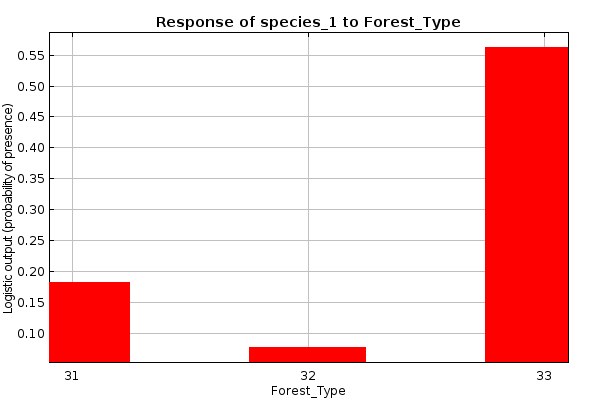 Response of species_1 to Forest_Type
Logistic output (probability of presence)
0.55
0.50
0.45
0.40
0.35
0.30
0.25
0.20
0.15
0.10
31 32 33
Forest_Type